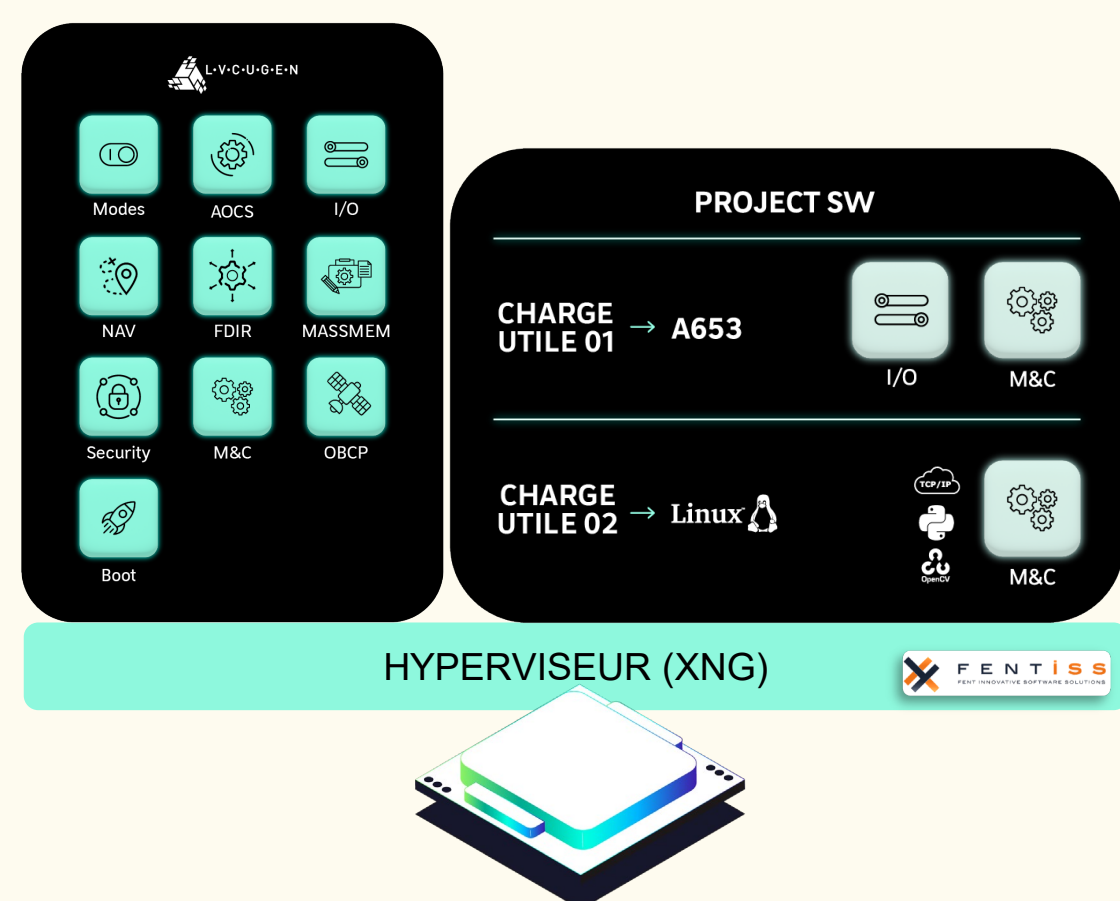 L·V·C·U·G·E·N
Modes
AOCS
I/O
NAV
FDIR
MASSMEM
Security
M&C
OBCP
Boot
PROJECT SW
CHARGE
UTILE 01
→ A653
I/O
M&C
CHARGE
UTILE 02
→ Linux
TCP/IP
OpenCV
M&C
HYPERVISEUR (XNG)
FENTISS
FENT INNOVATIVE SOFTWARE SOLUTIONS